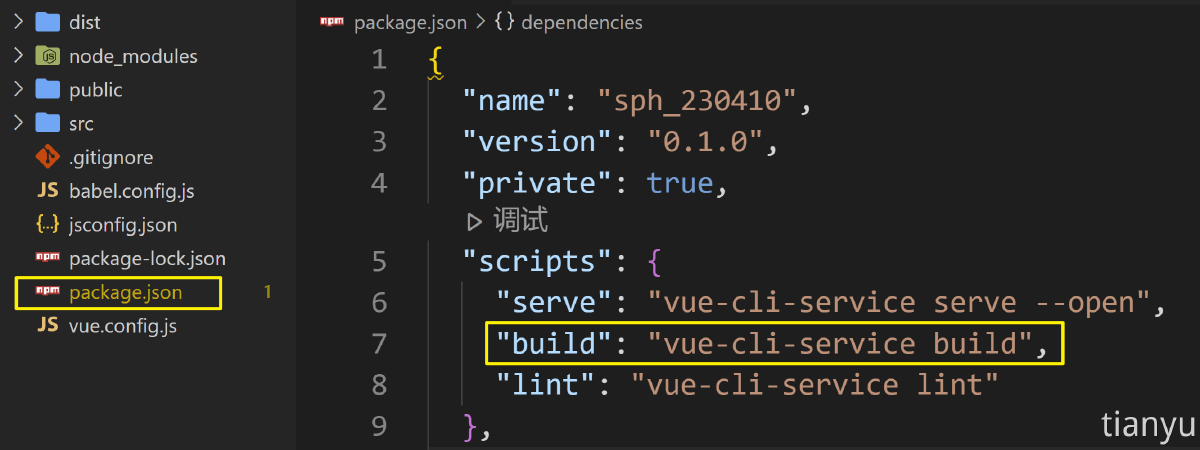 dist
node_modules
public
src
.gitignore
JS babel.config.js
{..} jsconfig.json
npm package-lock.json
npm package.json 1
JS vue.config.js
npm package.json > {} dependencies
1 {
2 "name": "sph_230410",
3 "version": "0.1.0",
4 "private": true,
调试
5 "scripts": {
6 "serve": "vue-cli-service serve --open",
7 "build": "vue-cli-service build",
8 "lint": "vue-cli-service lint"
9 },
tianyu